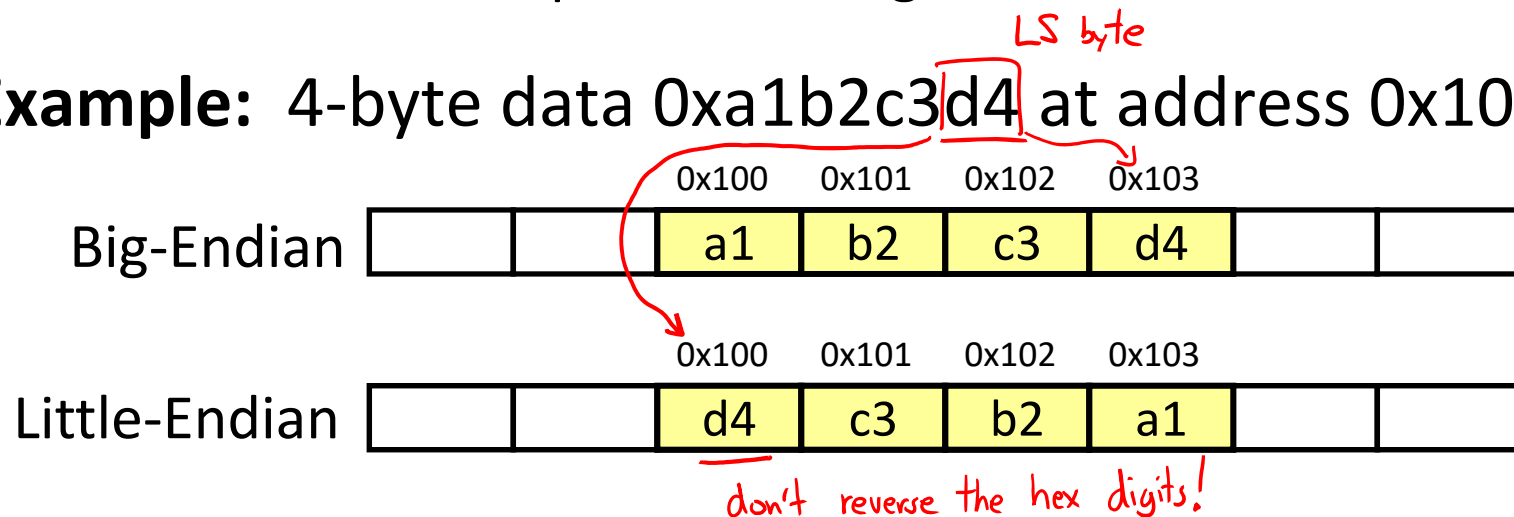 LS byte
Example: 4-byte data 0xa1b2c3d4 at address 0x10
0x100 0x101 0x102 0x103
Big-Endian a1 b2 c3 d4
0x100 0x101 0x102 0x103
Little-Endian d4 c3 b2 a1
don't reverse the hex digits!